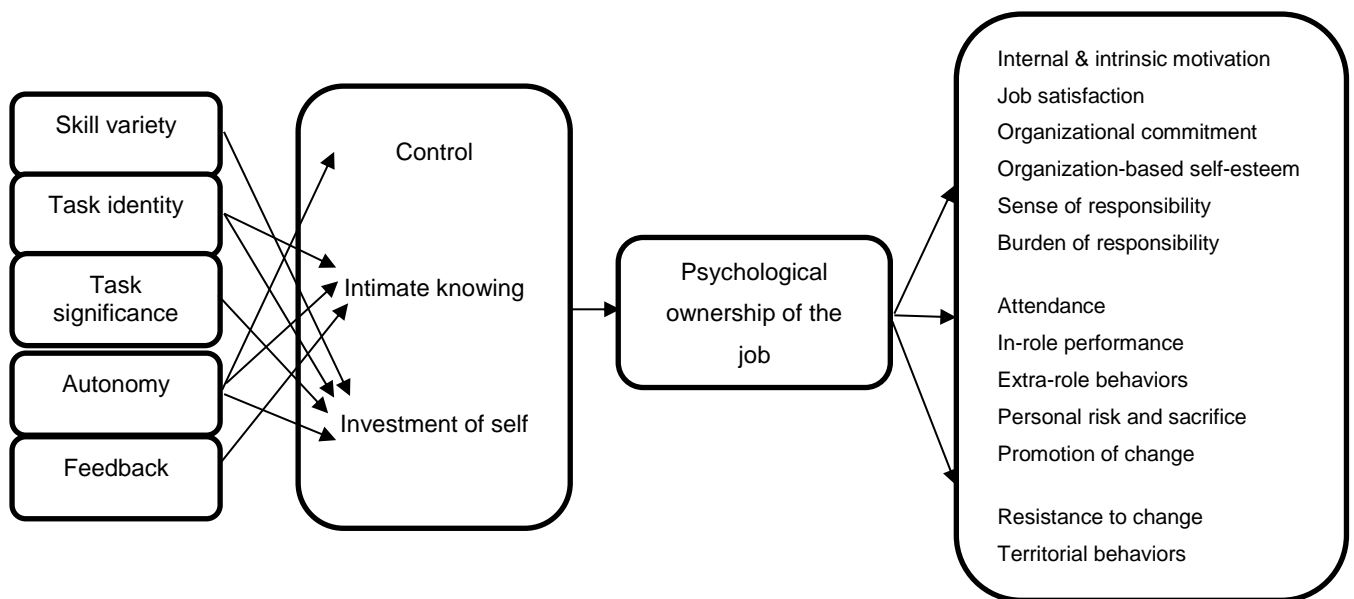 Skill variety
Task identity
Task
significance
Autonomy
Feedback
Control
Intimate knowing
Investment of self
Psychological
ownership of the
job
Internal & intrinsic motivation
Job satisfaction
Organizational commitment
Organization-based self-esteem
Sense of responsibility
Burden of responsibility
Attendance
In-role performance
Extra-role behaviors
Personal risk and sacrifice
Promotion of change
Resistance to change
Territorial behaviors